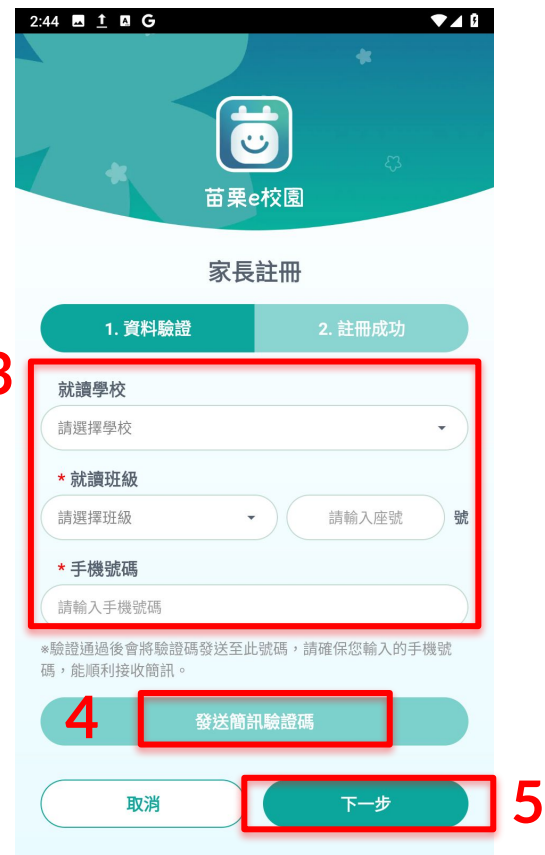 2:44
苗栗e校園
家長註冊
1. 資料驗證
2. 註冊成功
就讀學校
請選擇學校
* 就讀班級
請選擇班級
請輸入座號
號
* 手機號碼
請輸入手機號碼
※驗證通過後會將驗證碼發送至此號碼，請確保您輸入的手機號
碼，能順利接收簡訊。
4
發送簡訊驗證碼
取消
下一步
5